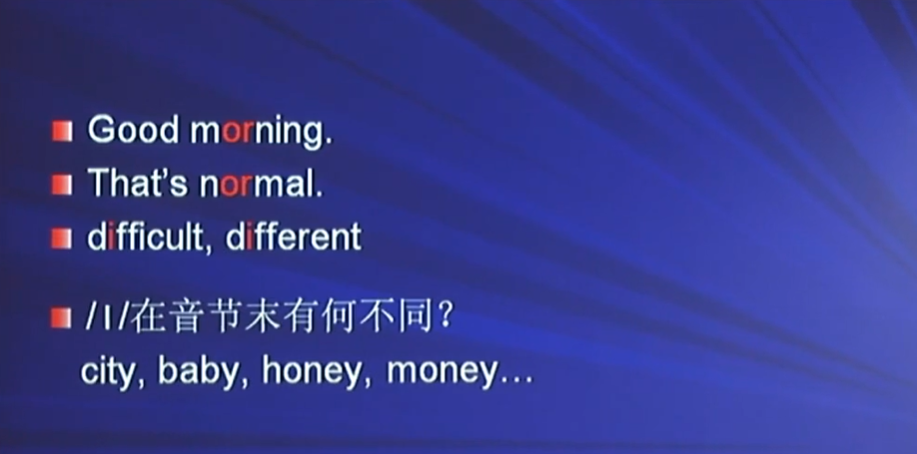 Good morning.
That's normal.
difficult, different
/ɪ/在音节末有何不同？
city, baby, honey, money…